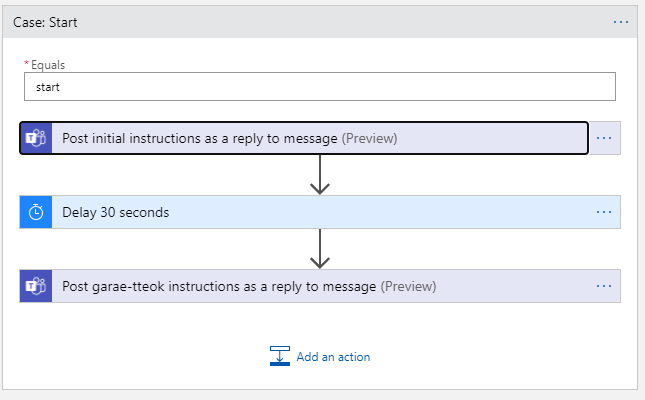 Case: Start
* Equals
start
Post initial instructions as a reply to message (Preview)
Delay 30 seconds
Post garae-tteok instructions as a reply to message (Preview)
Add an action